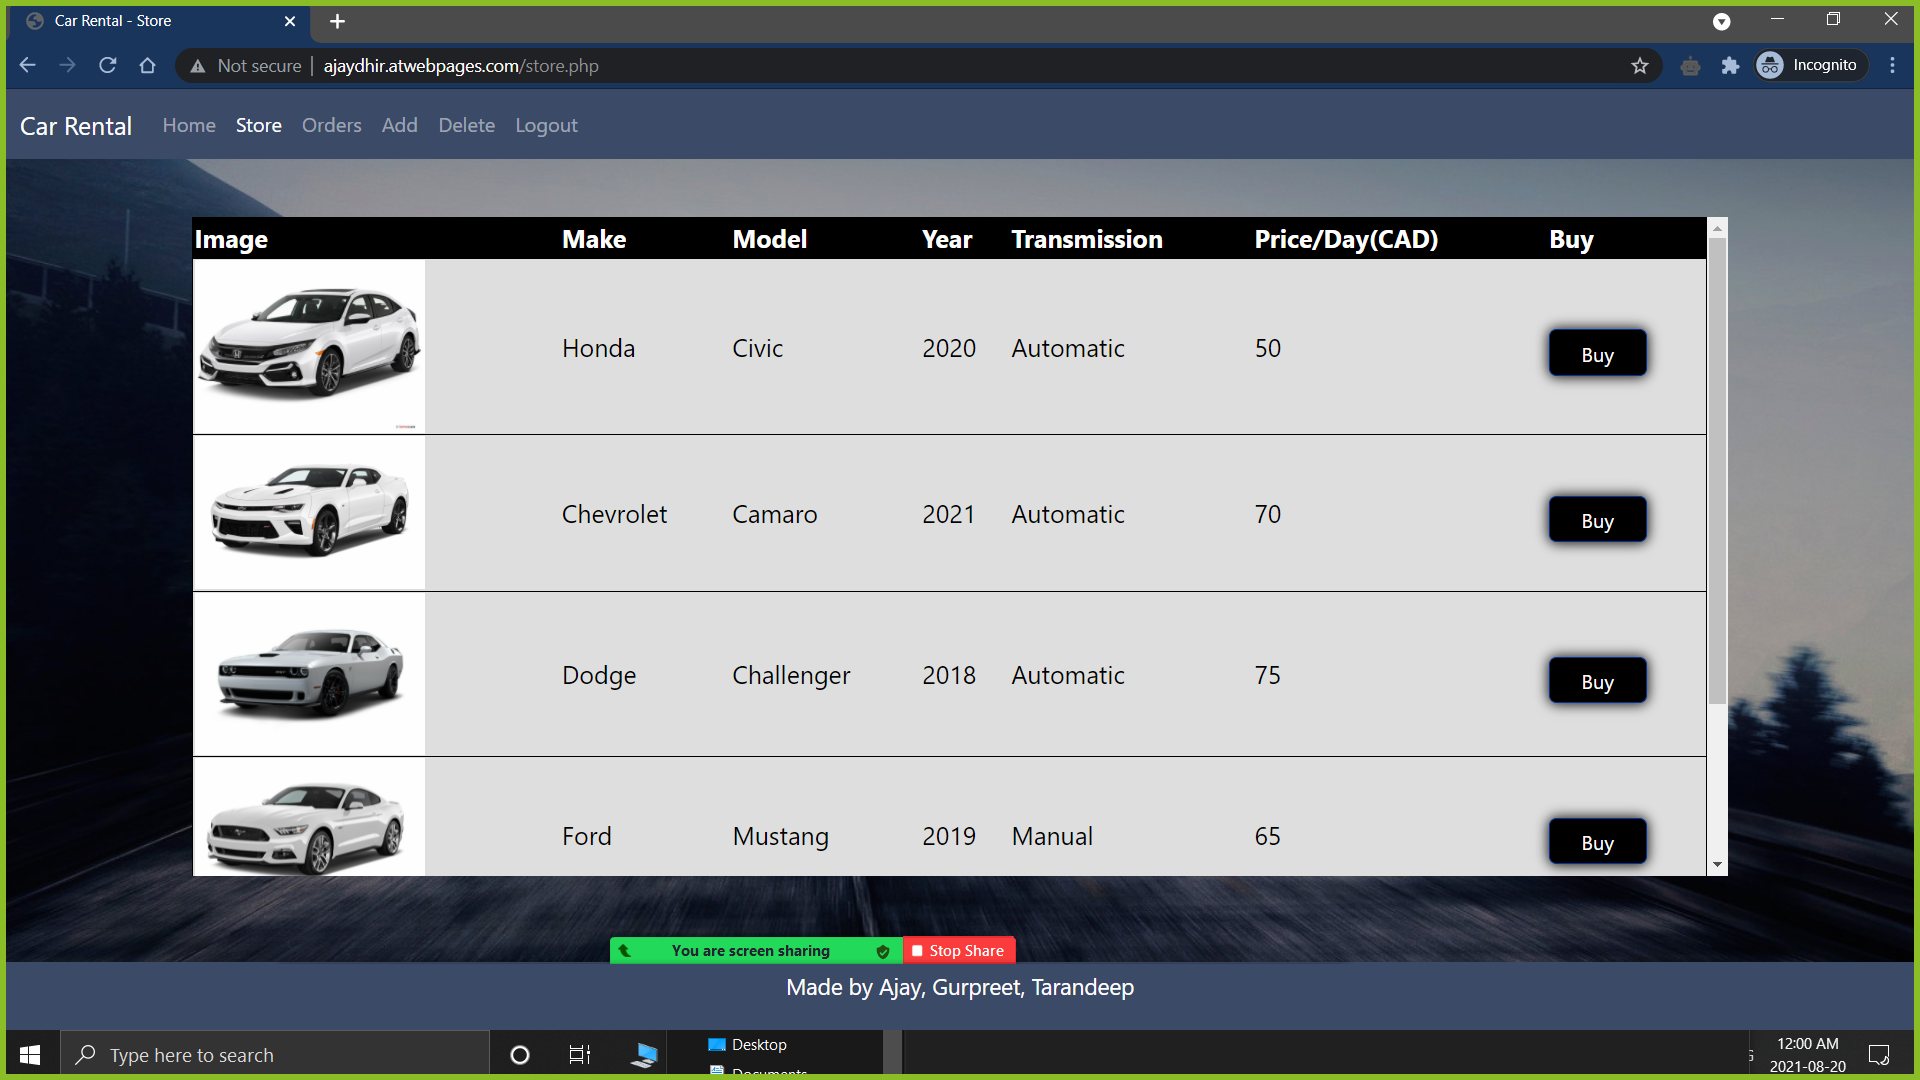 Car Rental - Store
Not secure | ajaydhir.atwebpages.com/store.php
Incognito
Car Rental Home Store Orders Add Delete Logout
Image Make Model Year Transmission Price/Day(CAD) Buy
Honda Civic 2020 Automatic 50 Buy
Chevrolet Camaro 2021 Automatic 70 Buy
Dodge Challenger 2018 Automatic 75 Buy
Ford Mustang 2019 Manual 65 Buy
You are screen sharing Stop Share
Made by Ajay, Gurpreet, Tarandeep
Type here to search
Desktop
Documents
12:00 AM
2021-08-20